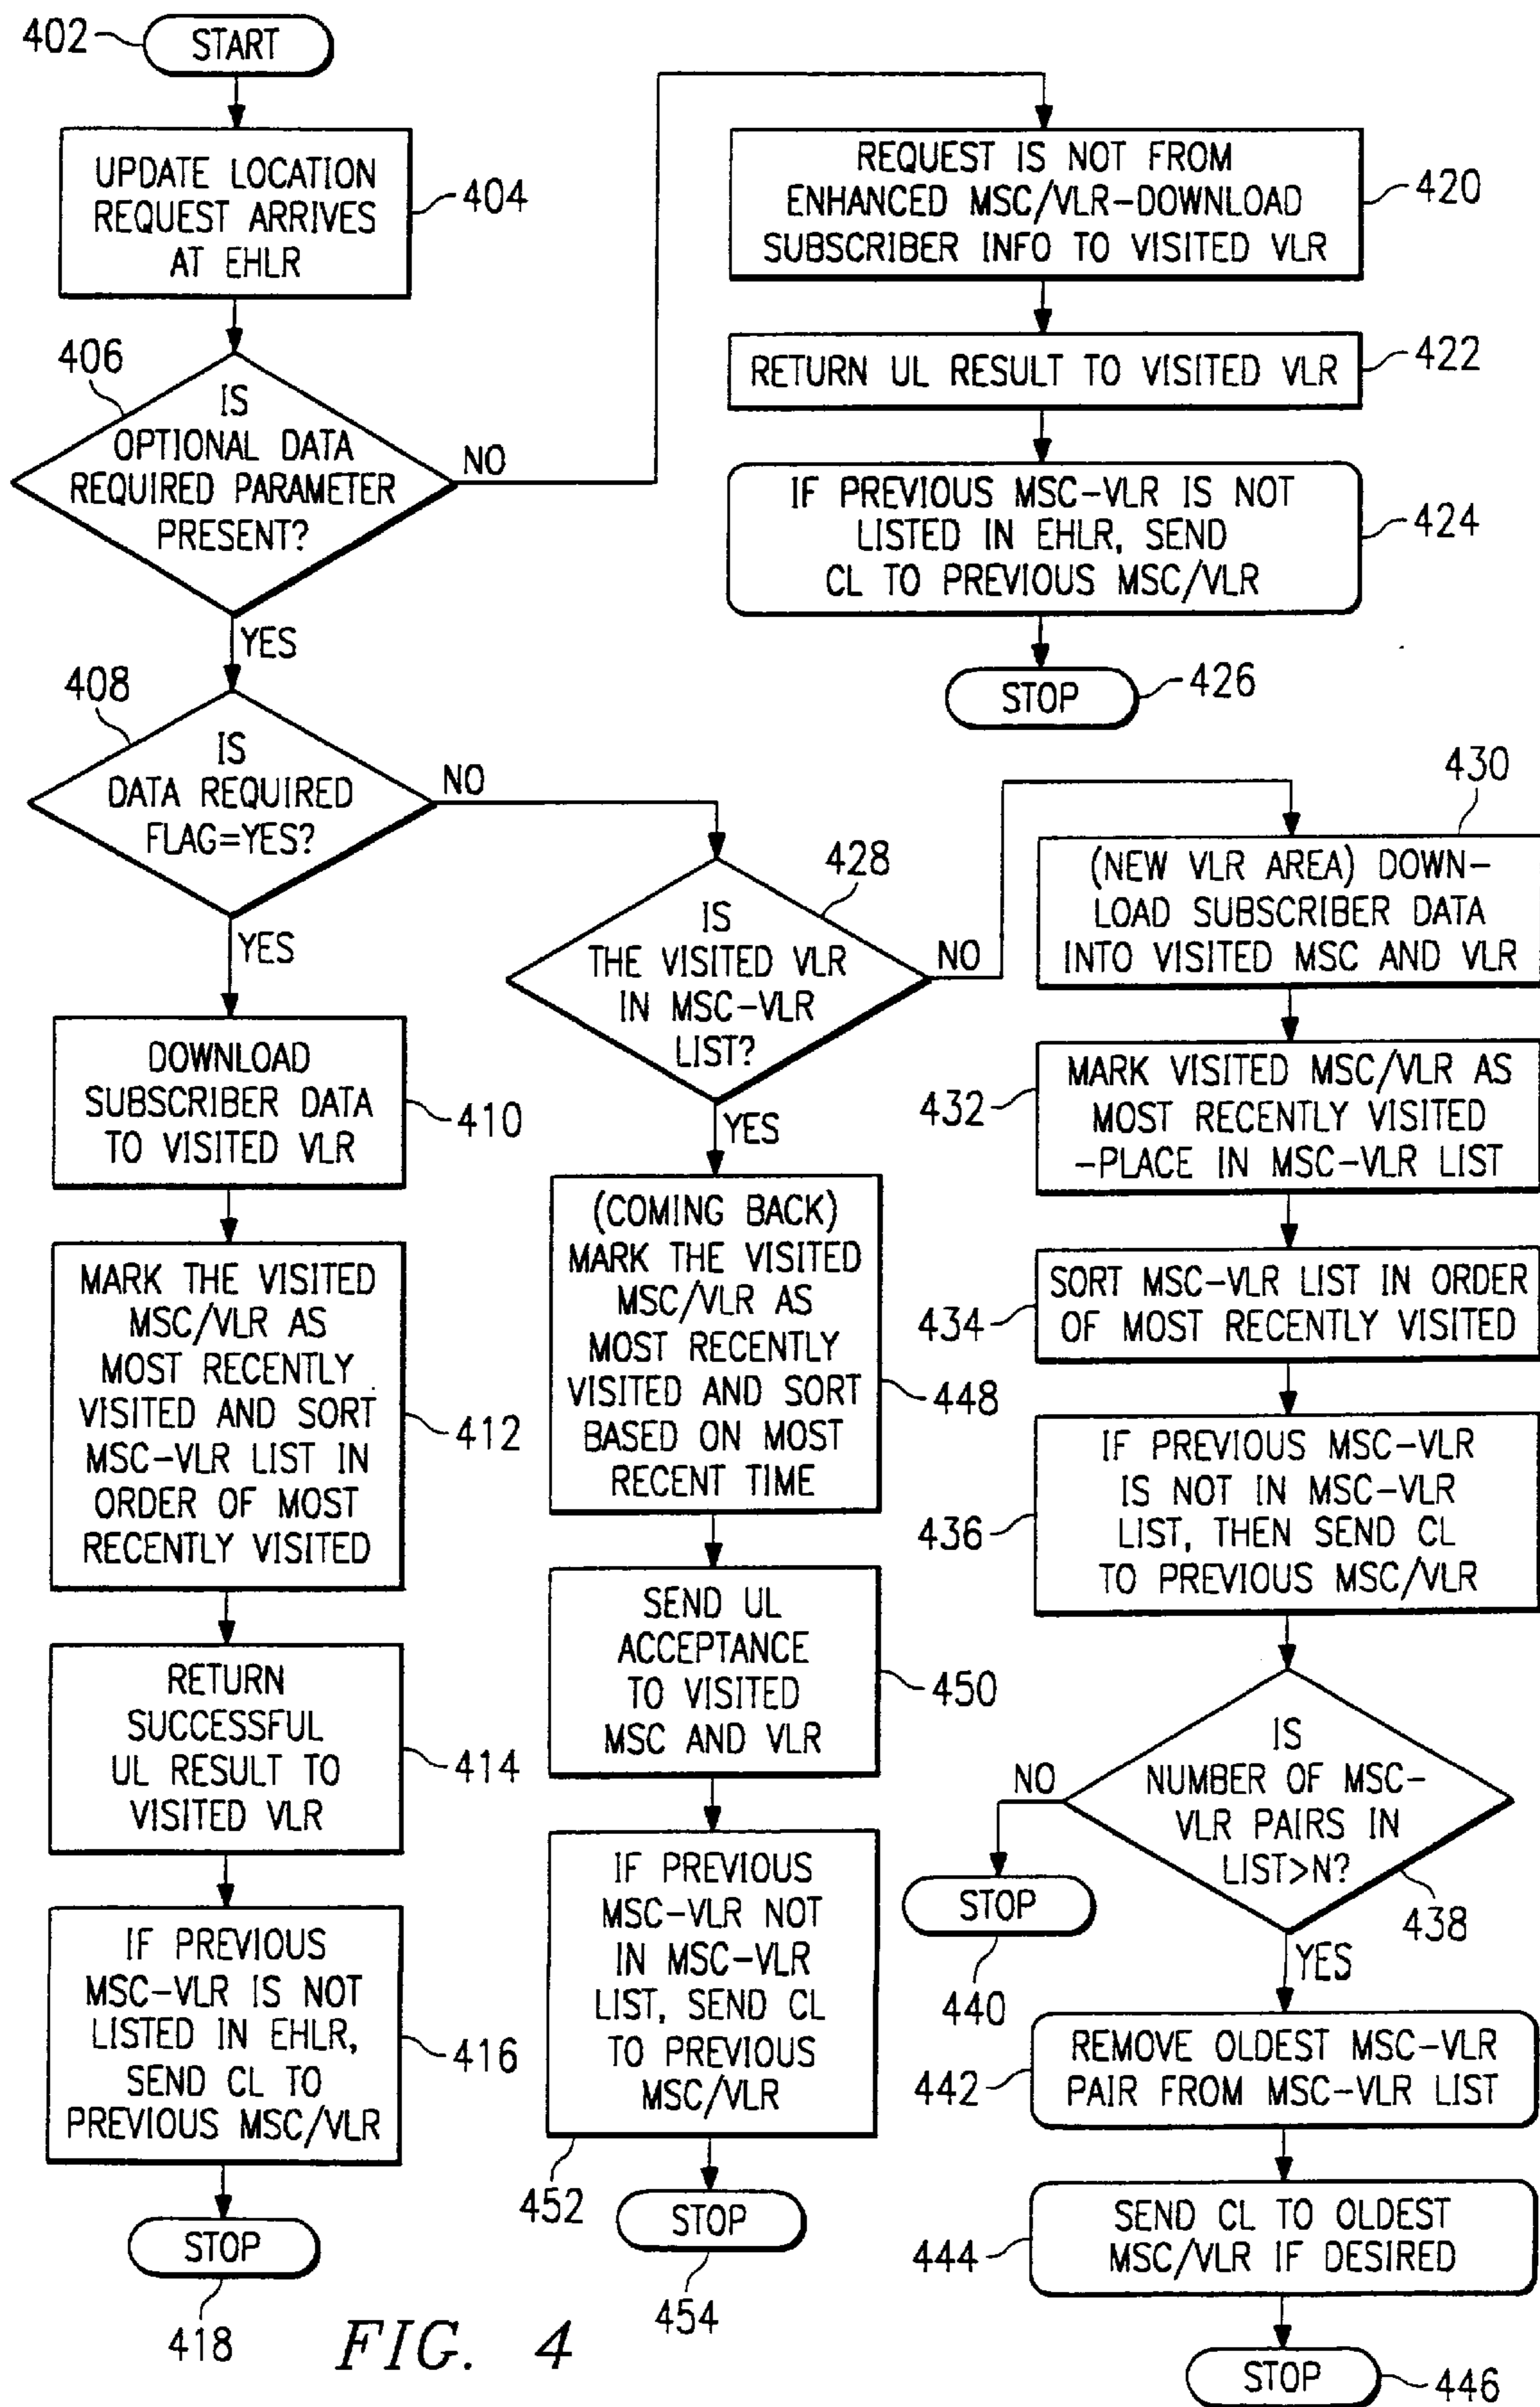 402
START
UPDATE LOCATION
REQUEST ARRIVES
AT EHLR
404
406
IS
OPTIONAL DATA
REQUIRED PARAMETER
PRESENT?
NO
YES
REQUEST IS NOT FROM
ENHANCED MSC/VLR-DOWNLOAD
SUBSCRIBER INFO TO VISITED VLR
420
RETURN UL RESULT TO VISITED VLR
422
IF PREVIOUS MSC-VLR IS NOT
LISTED IN EHLR, SEND
CL TO PREVIOUS MSC/VLR
424
STOP
426
408
IS
DATA REQUIRED
FLAG=YES?
NO
YES
DOWNLOAD
SUBSCRIBER DATA
TO VISITED VLR
410
MARK THE VISITED
MSC/VLR AS
MOST RECENTLY
VISITED AND SORT
MSC-VLR LIST IN
ORDER OF MOST
RECENTLY VISITED
412
RETURN
SUCCESSFUL
UL RESULT TO
VISITED VLR
414
IF PREVIOUS
MSC-VLR IS NOT
LISTED IN EHLR,
SEND CL TO
PREVIOUS MSC/VLR
416
STOP
418
428
IS
THE VISITED VLR
IN MSC-VLR
LIST?
NO
YES
(COMING BACK)
MARK THE VISITED
MSC/VLR AS
MOST RECENTLY
VISITED AND SORT
BASED ON MOST
RECENT TIME
448
SEND UL
ACCEPTANCE
TO VISITED
MSC AND VLR
450
IF PREVIOUS
MSC-VLR NOT
IN MSC-VLR
LIST, SEND CL
TO PREVIOUS
MSC/VLR
452
STOP
454
430
(NEW VLR AREA) DOWN-
LOAD SUBSCRIBER DATA
INTO VISITED MSC AND VLR
432
MARK VISITED MSC/VLR AS
MOST RECENTLY VISITED
-PLACE IN MSC-VLR LIST
434
SORT MSC-VLR LIST IN ORDER
OF MOST RECENTLY VISITED
436
IF PREVIOUS MSC-VLR
IS NOT IN MSC-VLR
LIST, THEN SEND CL
TO PREVIOUS MSC/VLR
IS
NUMBER OF MSC-
VLR PAIRS IN
LIST>N?
438
NO
STOP
440
YES
442
REMOVE OLDEST MSC-VLR
PAIR FROM MSC-VLR LIST
444
SEND CL TO OLDEST
MSC/VLR IF DESIRED
STOP
446
FIG. 4